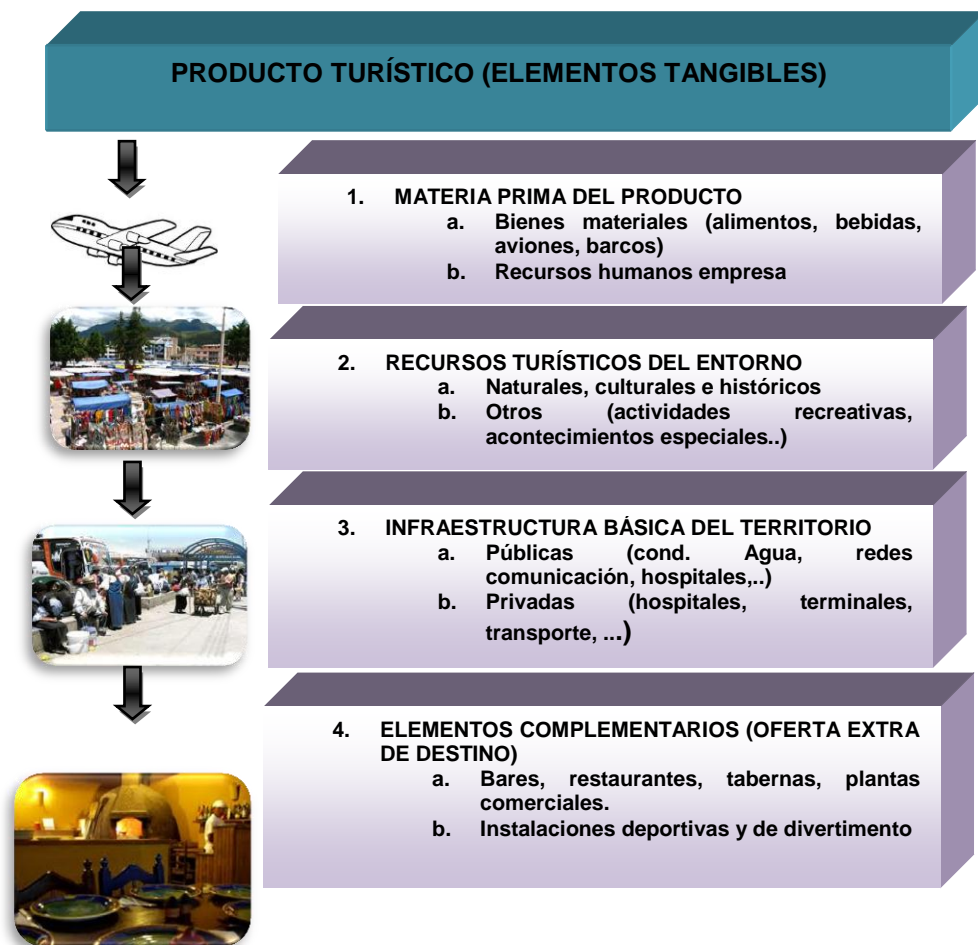 PRODUCTO TURÍSTICO (ELEMENTOS TANGIBLES)
1. MATERIA PRIMA DEL PRODUCTO
a. Bienes materiales (alimentos, bebidas,
aviones, barcos)
b. Recursos humanos empresa
2. RECURSOS TURÍSTICOS DEL ENTORNO
a. Naturales, culturales e históricos
b. Otros (actividades recreativas,
acontecimientos especiales..)
3. INFRAESTRUCTURA BÁSICA DEL TERRITORIO
a. Públicas (cond. Agua, redes
comunicación, hospitales,..)
b. Privadas (hospitales, terminales,
transporte, ...)
4. ELEMENTOS COMPLEMENTARIOS (OFERTA EXTRA
DE DESTINO)
a. Bares, restaurantes, tabernas, plantas
comerciales.
b. Instalaciones deportivas y de divertimento